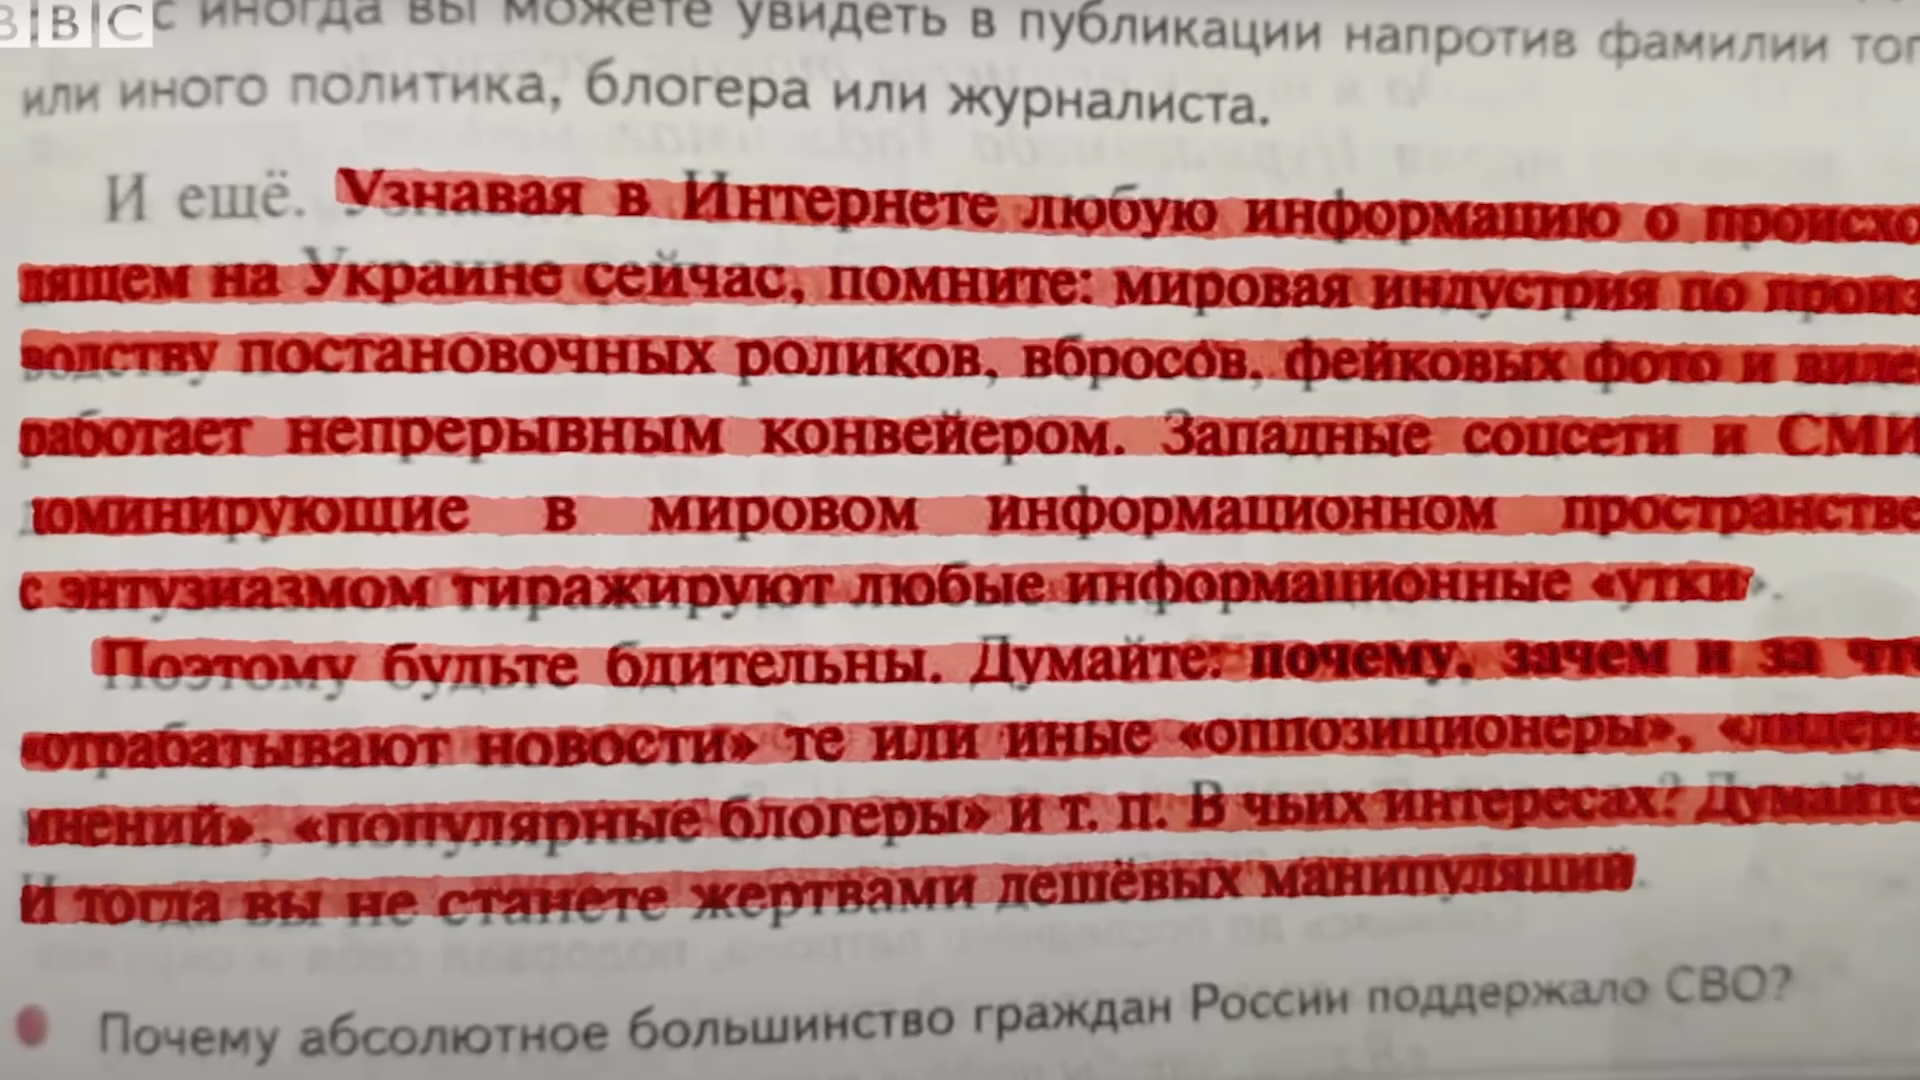 BBC
с иногда вы можете увидеть в публикации напротив фамилии тог
или иного политика, блогера или журналиста.
И ещё. Узнавая в Интернете любую информацию о происхо
дящем на Украине сейчас, помните: мировая индустрия по произ
водству постановочных роликов, вбросов, фейковых фото и виде
работает непрерывным конвейером. Западные соцсети и СМИ
доминирующие в мировом информационном пространстве
с энтузиазмом тиражируют любые информационные «утки».
Поэтому будьте бдительны. Думайте: почему, зачем и за чт
«отрабатывают новости» те или иные «оппозиционеры», «лидеры
мнений», «популярные блогеры» и т. п. В чьих интересах? Думайте
И тогда вы не станете жертвами дешёвых манипуляций.
Почему абсолютное большинство граждан России поддержало СВО?